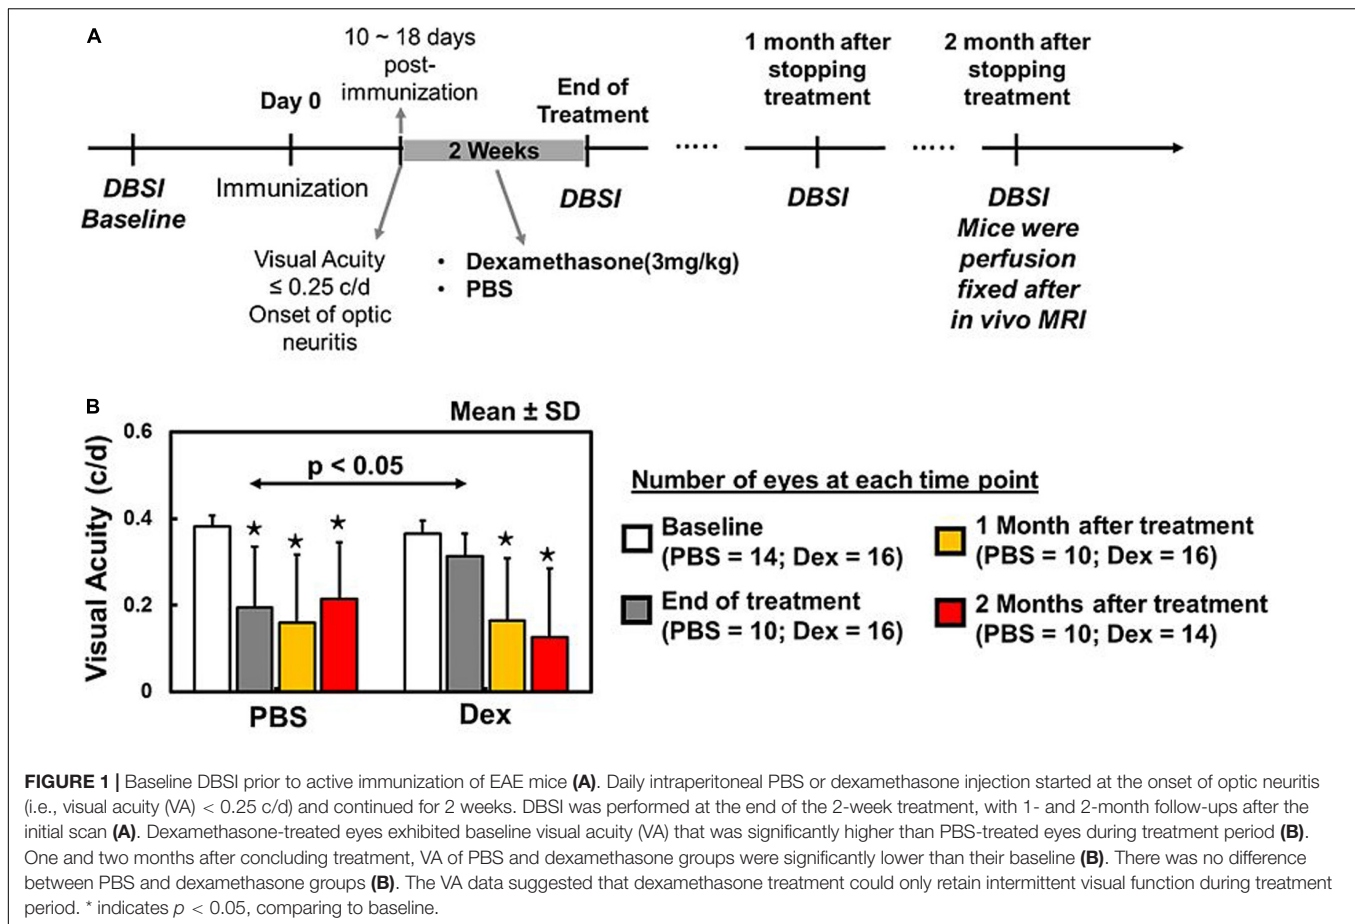 A
10 ~ 18 days
post-
immunization
Day 0
End of
Treatment
1 month after
stopping
treatment
2 month after
stopping
treatment
2 Weeks
.....
.....
DBSI
Baseline
Immunization
DBSI
DBSI
DBSI
Mice were
perfusion
fixed after
in vivo MRI
Visual Acuity
≤ 0.25 c/d
Onset of optic
neuritis
• Dexamethasone(3mg/kg)
• PBS
B
Mean ± SD
Visual Acuity (c/d)
0.6
0.4
0.2
0
p < 0.05
* * *
* *
PBS
Dex
Number of eyes at each time point
Baseline
(PBS = 14; Dex = 16)
End of treatment
(PBS = 10; Dex = 16)
1 Month after treatment
(PBS = 10; Dex = 16)
2 Months after treatment
(PBS = 10; Dex = 14)
FIGURE 1 | Baseline DBSI prior to active immunization of EAE mice (A). Daily intraperitoneal PBS or dexamethasone injection started at the onset of optic neuritis
(i.e., visual acuity (VA) < 0.25 c/d) and continued for 2 weeks. DBSI was performed at the end of the 2-week treatment, with 1- and 2-month follow-ups after the
initial scan (A). Dexamethasone-treated eyes exhibited baseline visual acuity (VA) that was significantly higher than PBS-treated eyes during treatment period (B).
One and two months after concluding treatment, VA of PBS and dexamethasone groups were significantly lower than their baseline (B). There was no difference
between PBS and dexamethasone groups (B). The VA data suggested that dexamethasone treatment could only retain intermittent visual function during treatment
period. * indicates p < 0.05, comparing to baseline.